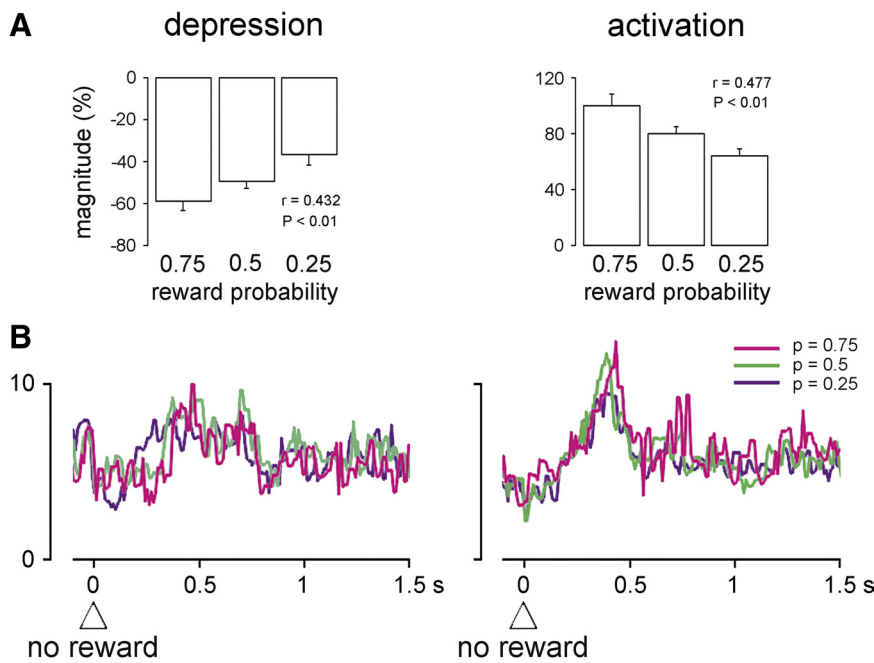 A
depression
activation
magnitude (%)
0
-20
-40
-60
-80
r = 0.432
P < 0.01
0.75 0.5 0.25
reward probability
120
80
40
0
r = 0.477
P < 0.01
0.75 0.5 0.25
reward probability
B
10
0
0 0.5 1 1.5 s
no reward
p = 0.75
p = 0.5
p = 0.25
0 0.5 1 1.5 s
no reward